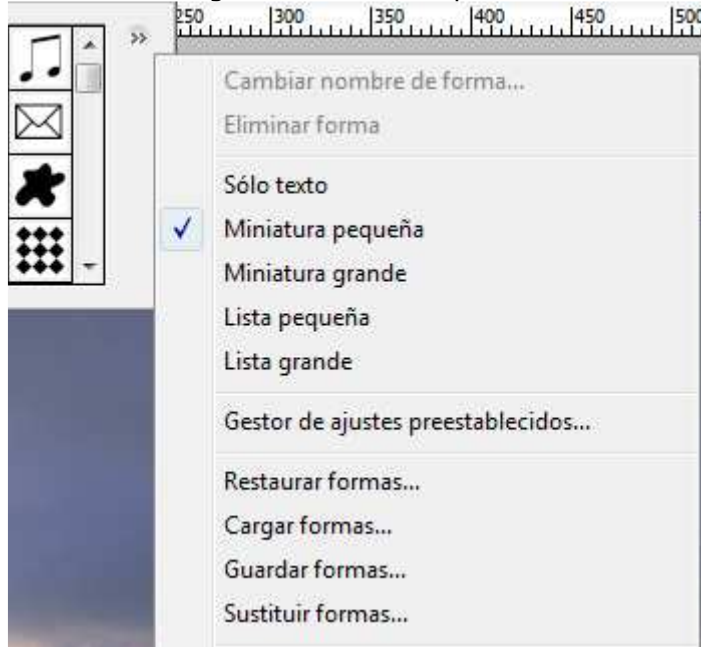 250 300 350 400 450 500
Cambiar nombre de forma...
Eliminar forma
Sólo texto
Miniatura pequeña
Miniatura grande
Lista pequeña
Lista grande
Gestor de ajustes preestablecidos...
Restaurar formas...
Cargar formas...
Guardar formas...
Sustituir formas...